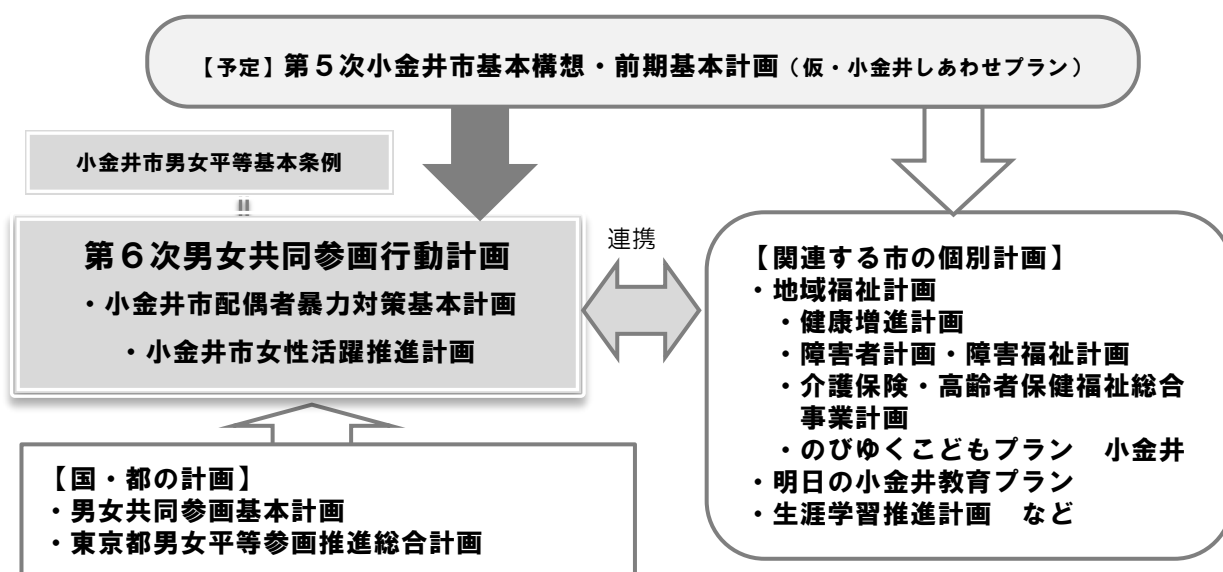 【予定】第５次小金井市基本構想・前期基本計画（仮・小金井しあわせプラン）
小金井市男女平等基本条例
第６次男女共同参画行動計画
・小金井市配偶者暴力対策基本計画
・小金井市女性活躍推進計画
連携
【関連する市の個別計画】
・地域福祉計画
・健康増進計画
・障害者計画・障害福祉計画
・介護保険・高齢者保健福祉総合
事業計画
・のびゆくこどもプラン　小金井
・明日の小金井教育プラン
・生涯学習推進計画　など
【国・都の計画】
・男女共同参画基本計画
・東京都男女平等参画推進総合計画